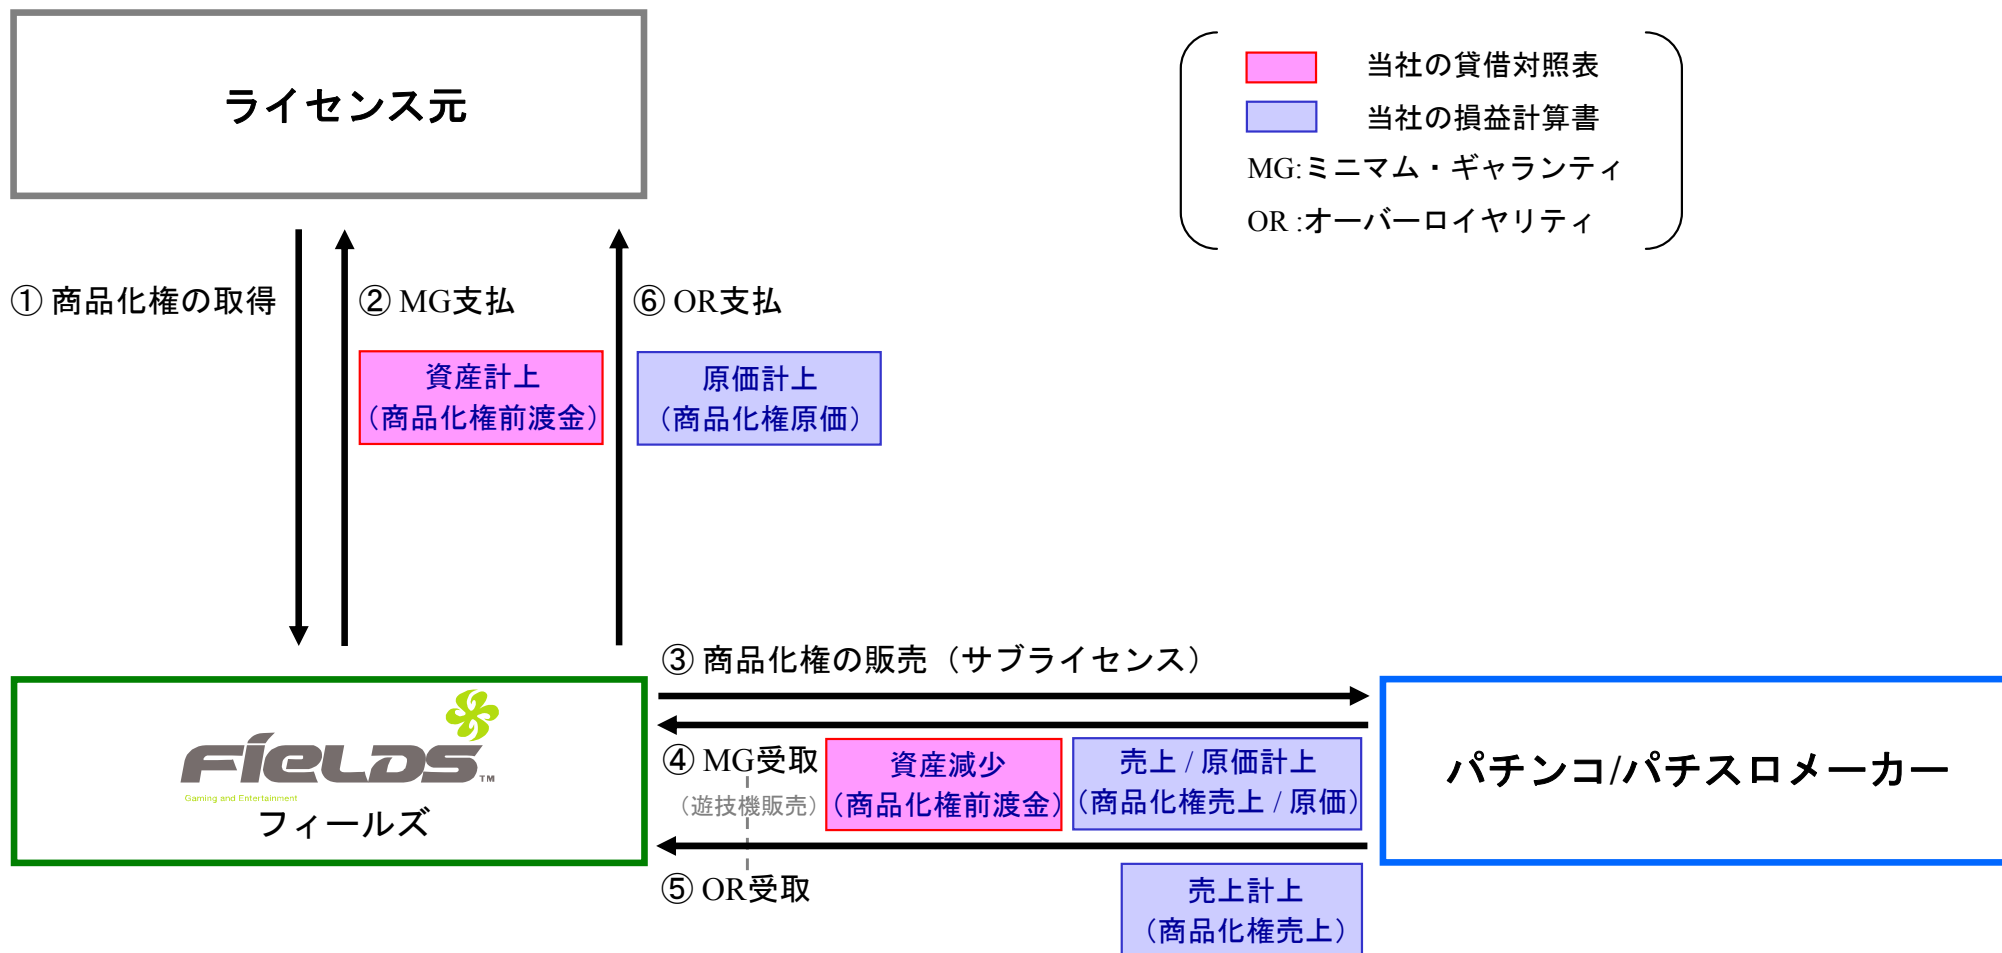 ライセンス元
当社の貸借対照表
当社の損益計算書
MG:ミニマム・ギャランティ
OR :オーバーロイヤリティ
① 商品化権の取得
② MG支払
資産計上
（商品化権前渡金）
⑥ OR支払
原価計上
（商品化権原価）
③ 商品化権の販売（サブライセンス）
FIELDS™
Gaming and Entertainment
フィールズ
④ MG受取
（遊技機販売）
資産減少
（商品化権前渡金）
売上 / 原価計上
（商品化権売上 / 原価）
パチンコ/パチスロメーカー
⑤ OR受取
売上計上
（商品化権売上）